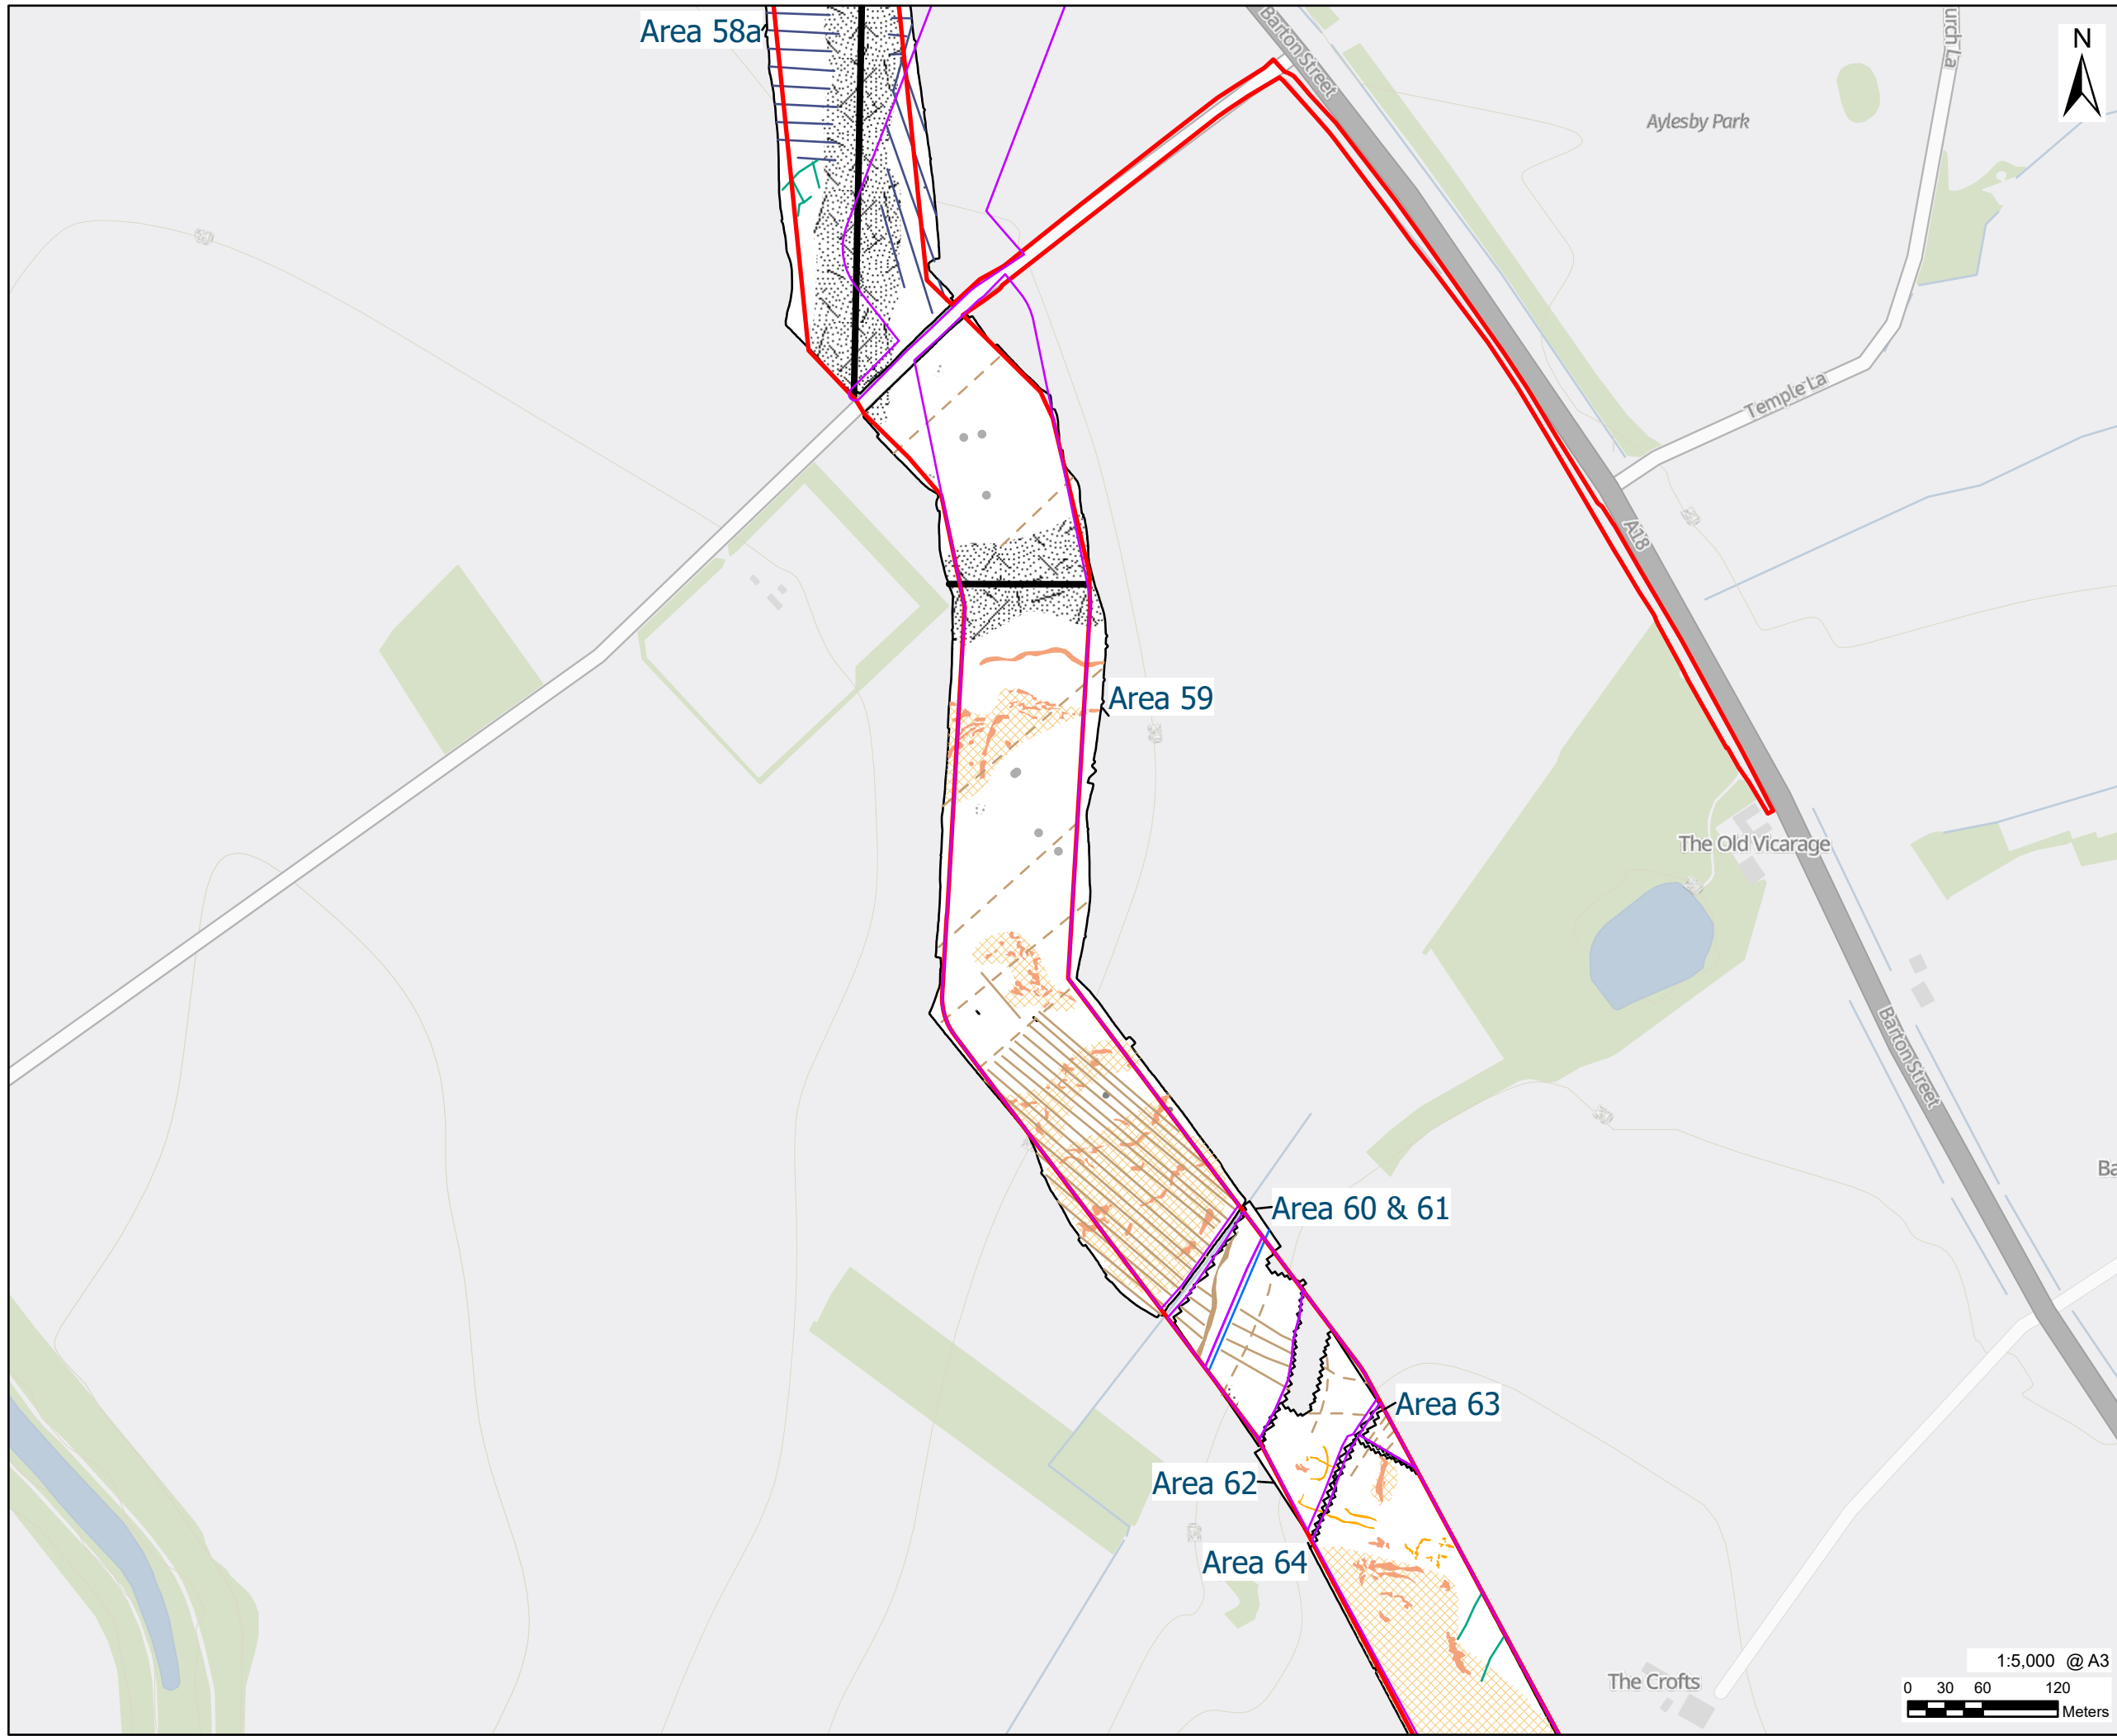 Area 58a
Barton Street
urch La
N
Aylesby Park
Temple La
A18
Area 59
The Old Vicarage
Barton Street
Ba
Area 60 & 61
Area 63
Area 62
Area 64
The Crofts
1:5,000 @ A3
0 30 60 120
Meters